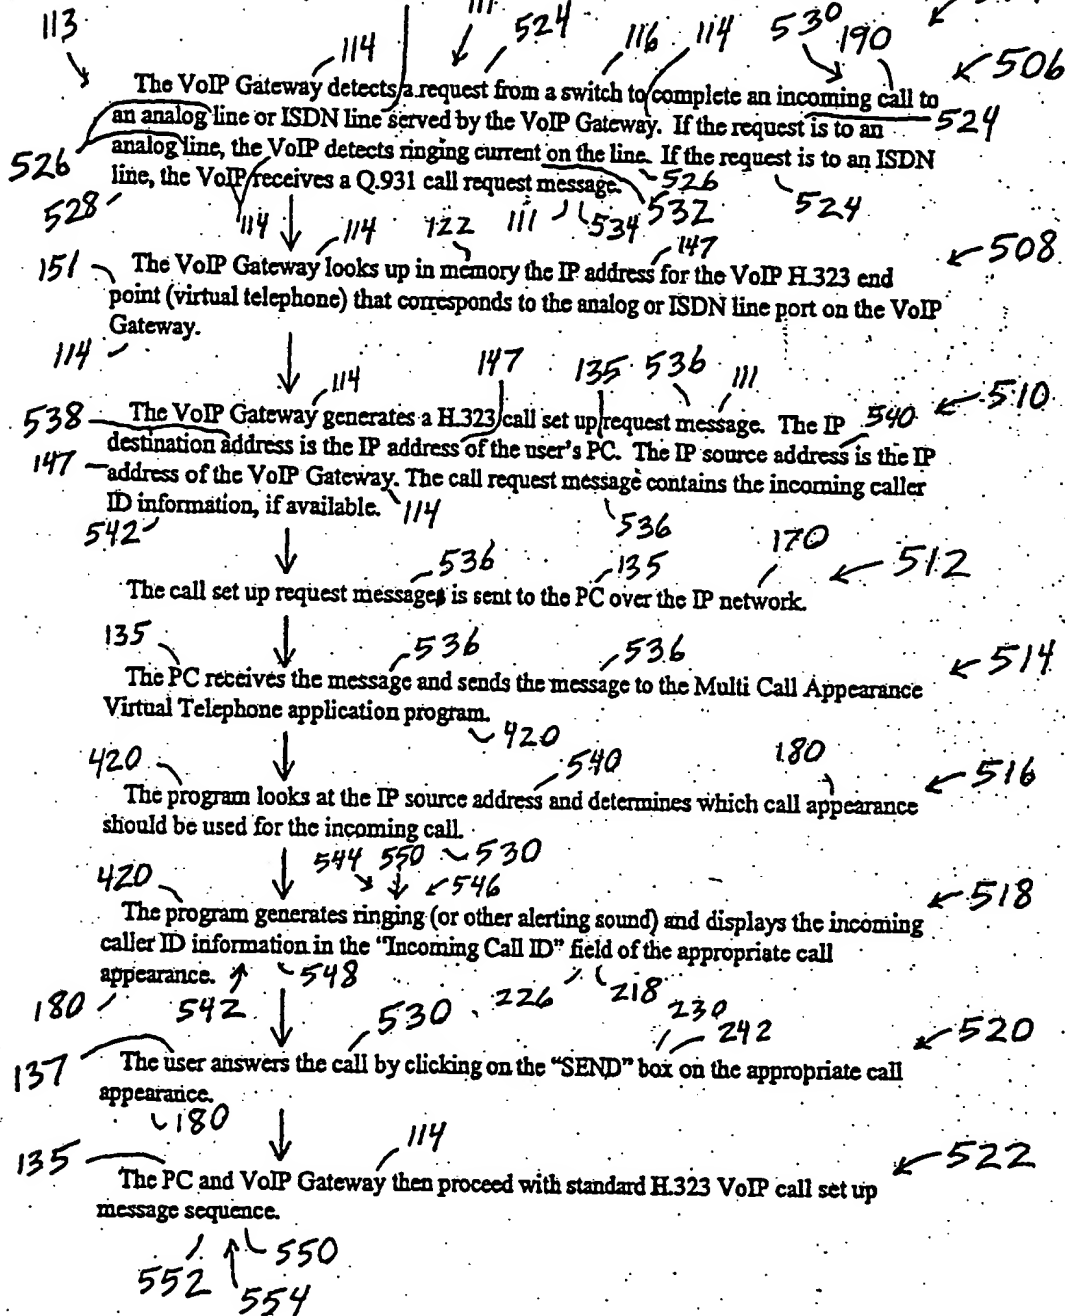 111
530
113 114 524 116 114 190 506
The VoIP Gateway detects a request from a switch to complete an incoming call to
an analog line or ISDN line served by the VoIP Gateway. If the request is to an 524
analog line, the VoIP detects ringing current on the line. If the request is to an ISDN
526 line, the VoIP receives a Q.931 call request message. 526
528 114 114 122 111 534 532 524
147 508
151 The VoIP Gateway looks up in memory the IP address for the VoIP H.323 end
point (virtual telephone) that corresponds to the analog or ISDN line port on the VoIP
Gateway.
114 114 147 135 536 111
538 The VoIP Gateway generates a H.323 call set up request message. The IP 540 510
destination address is the IP address of the user's PC. The IP source address is the IP
147 address of the VoIP Gateway. The call request message contains the incoming caller
ID information, if available. 114
542 536
536 135 170 512
The call set up request messages is sent to the PC over the IP network.
135 536 536 514
The PC receives the message and sends the message to the Multi Call Appearance
Virtual Telephone application program.
420
420 540 180 516
The program looks at the IP source address and determines which call appearance
should be used for the incoming call.
544 550 530
420 546 518
The program generates ringing (or other alerting sound) and displays the incoming
caller ID information in the "Incoming Call ID" field of the appropriate call
appearance. 548
180 542 530 226 218 230
242 520
137 The user answers the call by clicking on the "SEND" box on the appropriate call
appearance.
180
135 114 522
The PC and VoIP Gateway then proceed with standard H.323 VoIP call set up
message sequence.
552 550
554